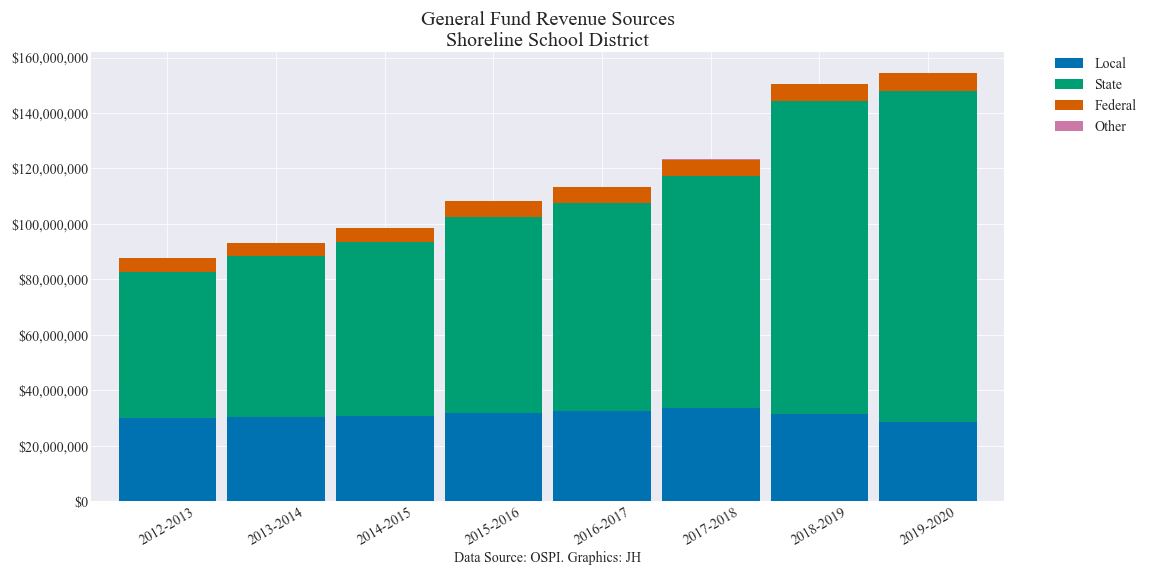 General Fund Revenue Sources
Shoreline School District
$160,000,000
$140,000,000
$120,000,000
$100,000,000
$80,000,000
$60,000,000
$40,000,000
$20,000,000
$0
Local
State
Federal
Other
2012-2013
2013-2014
2014-2015
2015-2016
2016-2017
2017-2018
2018-2019
2019-2020
Data Source: OSPI. Graphics: JH